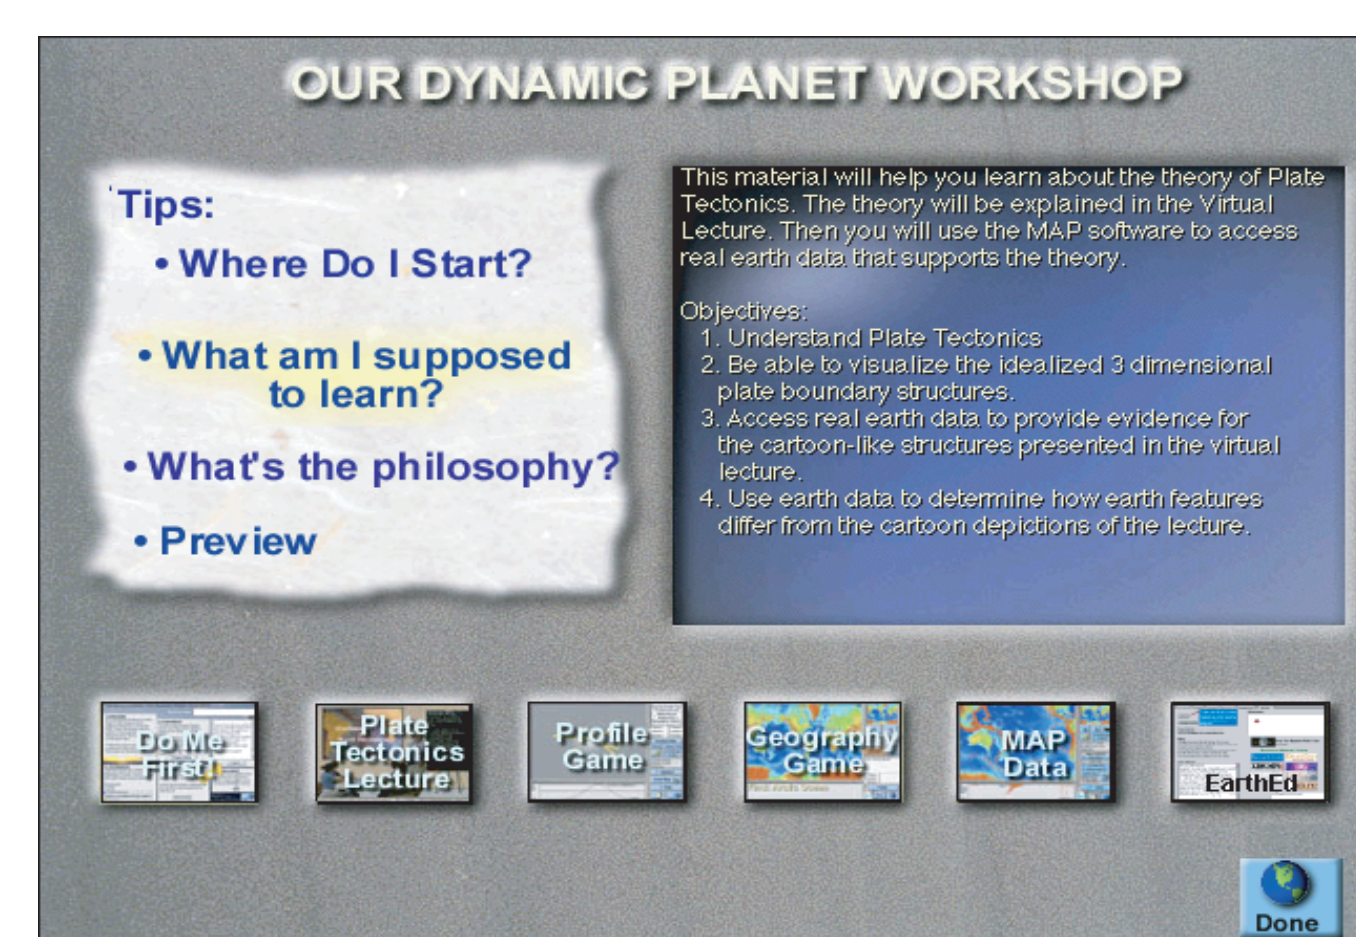 OUR DYNAMIC PLANET WORKSHOP
Tips:
• Where Do I Start?
• What am I supposed
to learn?
• What's the philosophy?
• Preview
This material will help you learn about the theory of Plate
Tectonics. The theory will be explained in the Virtual
Lecture. Then you will use the MAP software to access
real earth data that supports the theory.
Objectives:
1. Understand Plate Tectonics
2. Be able to visualize the idealized 3 dimensional
plate boundary structures.
3. Access real earth data to provide evidence for
the cartoon-like structures presented in the virtual
lecture.
4. Use earth data to determine how earth features
differ from the cartoon depictions of the lecture.
Do Me
First!
Plate
Tectonics
Lecture
Profile
Game
Geography
Game
MAP
Data
EarthEd
Done